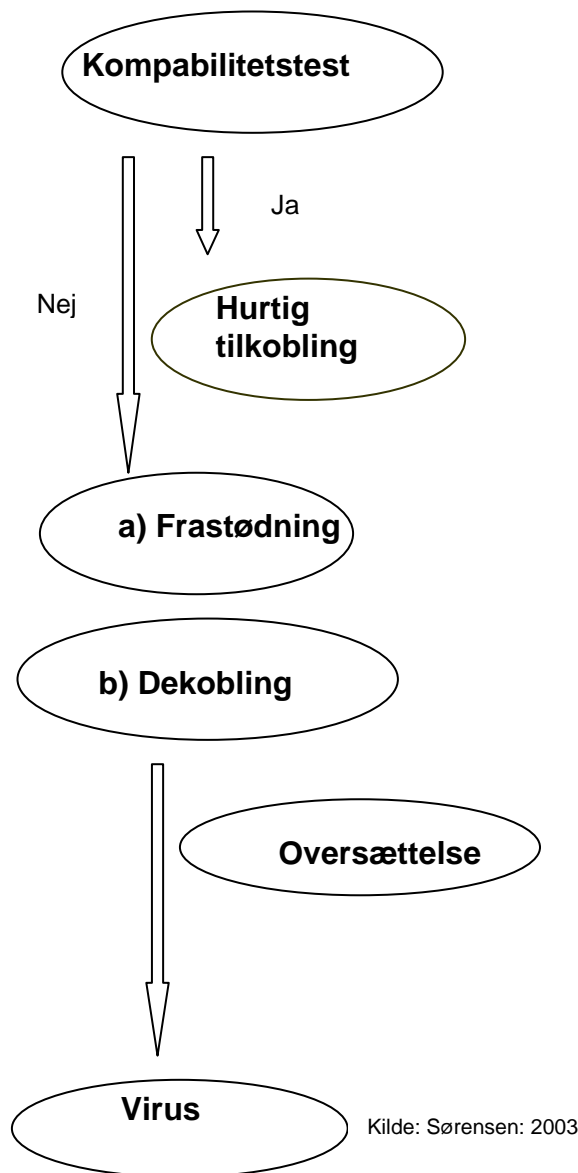 Kompabilitetstest
Ja
Nej
Hurtig
tilkobling
a) Frastødning
b) Dekobling
Oversættelse
Virus
Kilde: Sørensen: 2003